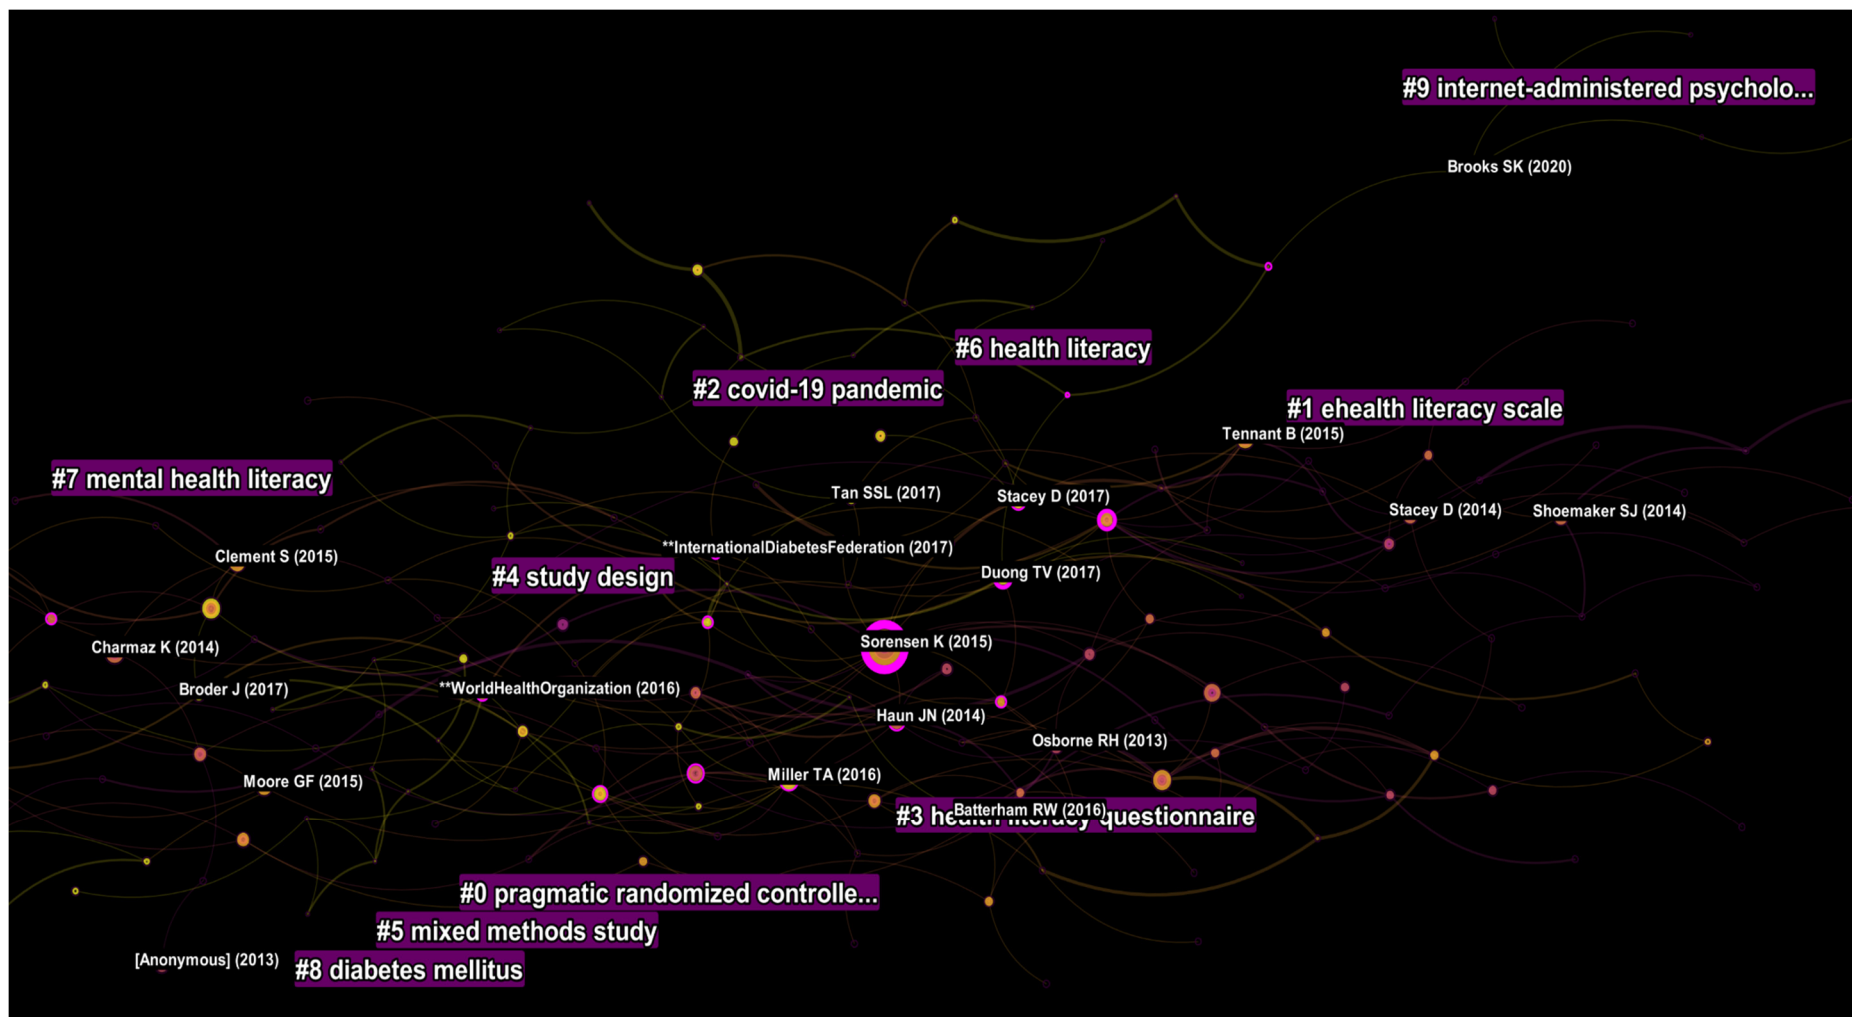 #9 internet-administered psycholo...
Brooks SK (2020)
#6 health literacy
#2 covid-19 pandemic
#1 ehealth literacy scale
Tennant B (2015)
#7 mental health literacy
Tan SSL (2017)
Stacey D (2017)
Stacey D (2014)
Shoemaker SJ (2014)
Clement S (2015)
**InternationalDiabetesFederation (2017)
#4 study design
Duong TV (2017)
Charmaz K (2014)
Sorensen K (2015)
Broder J (2017)
**WorldHealthOrganization (2016)
Haun JN (2014)
Osborne RH (2013)
Moore GF (2015)
Miller TA (2016)
Batterham RW (2016)
#3 health literacy questionnaire
#0 pragmatic randomized controlle...
#5 mixed methods study
[Anonymous] (2013)
#8 diabetes mellitus